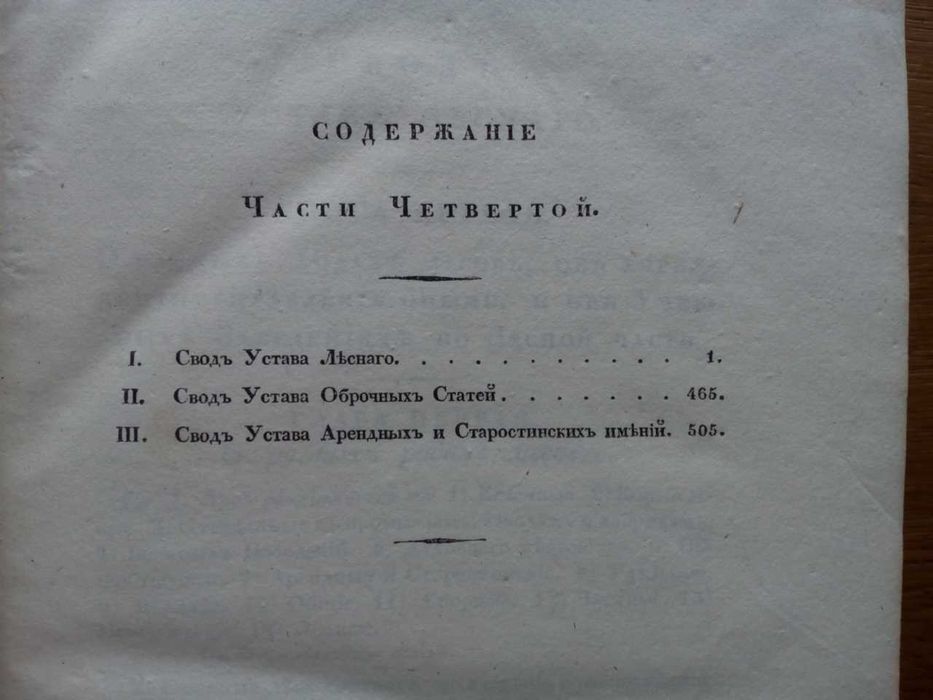 СОДЕРЖАНІЕ
ЧАСТИ ЧЕТВЕРТОЙ.
I. Сводъ Устава Лѣснаго. . . . . . . . . . . 1.
II. Сводъ Устава Оброчныхъ Статей. . . . . . . 465.
III. Сводъ Устава Арендныхъ и Старостинскихъ имѣній. 505.